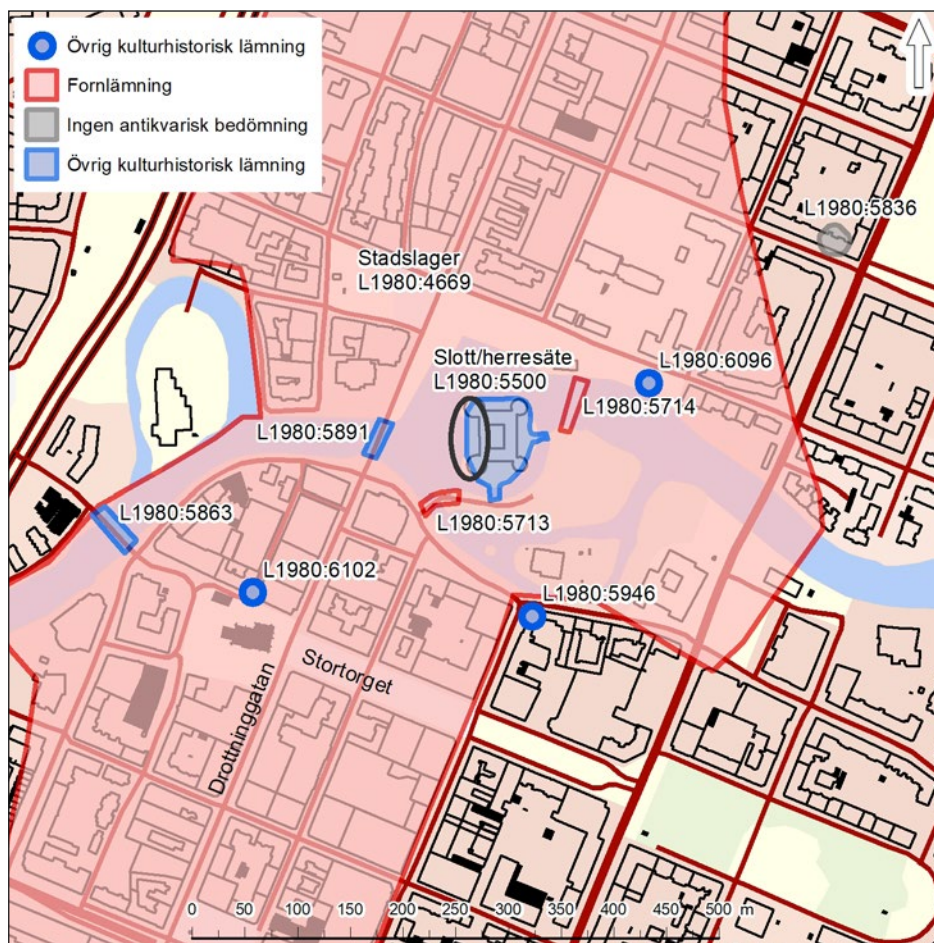 Övrig kulturhistorisk lämning
Fornlämning
Ingen antikvarisk bedömning
Övrig kulturhistorisk lämning
L1980:5836
Stadslager
L1980:4669
Slott/herresäte
L1980:5500
L1980:6096
L1980:5714
L1980:5891
L1980:5863
L1980:5713
L1980:6102
L1980:5946
Stortorget
Drottninggatan
0 50 100 150 200 250 300 350 400 450 500 m